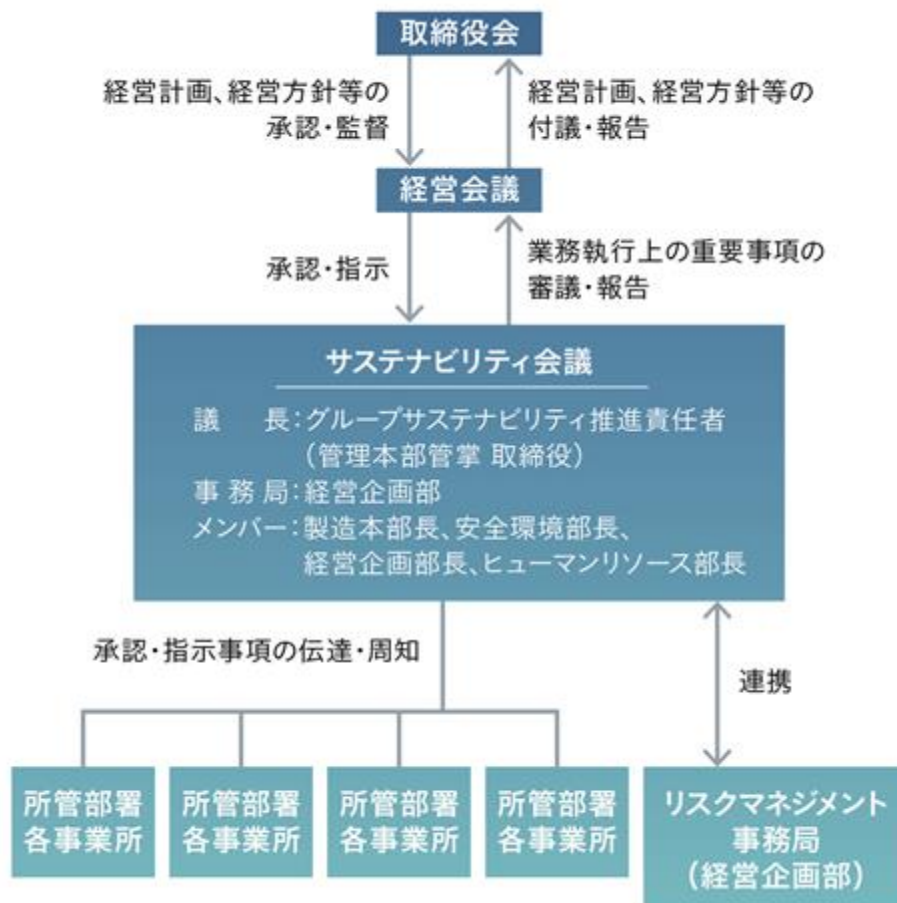 取締役会
経営計画、経営方針等の
承認・監督
経営計画、経営方針等の
付議・報告
経営会議
承認・指示
業務執行上の重要事項の
審議・報告
サステナビリティ会議
議　長：グループサステナビリティ推進責任者
（管理本部管掌 取締役）
事務局：経営企画部
メンバー：製造本部長、安全環境部長、
経営企画部長、ヒューマンリソース部長
承認・指示事項の伝達・周知
連携
所管部署
各事業所
所管部署
各事業所
所管部署
各事業所
所管部署
各事業所
リスクマネジメント
事務局
（経営企画部）